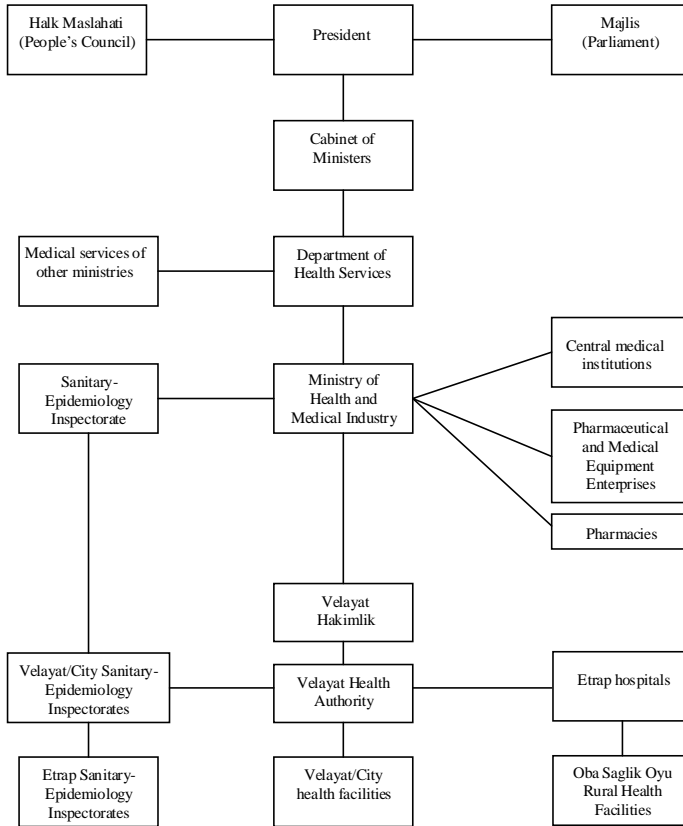 Halk Maslahati
(People's Council)
President
Majlis
(Parliament)
Cabinet of
Ministers
Medical services of
other ministries
Department of
Health Services
Central medical
institutions
Sanitary-
Epidemiology
Inspectorate
Ministry of
Health and
Medical Industry
Pharmaceutical
and Medical
Equipment
Enterprises
Pharmacies
Velayat
Hakimlik
Velayat/City Sanitary-
Epidemiology
Inspectorates
Velayat Health
Authority
Etrap hospitals
Etrap Sanitary-
Epidemiology
Inspectorates
Velayat/City
health facilities
Oba Saglik Oyu
Rural Health
Facilities